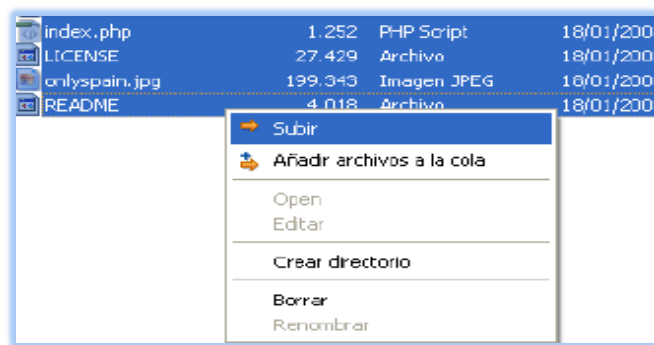 index.php 1.252 PHP Script 18/01/200
LICENSE 27.429 Archivo 18/01/200
onlyspain.jpg 199.343 Imagen JPEG 18/01/200
README 4.018 Archivo 18/01/200
Subir
Añadir archivos a la cola
Open
Editar
Crear directorio
Borrar
Renombrar